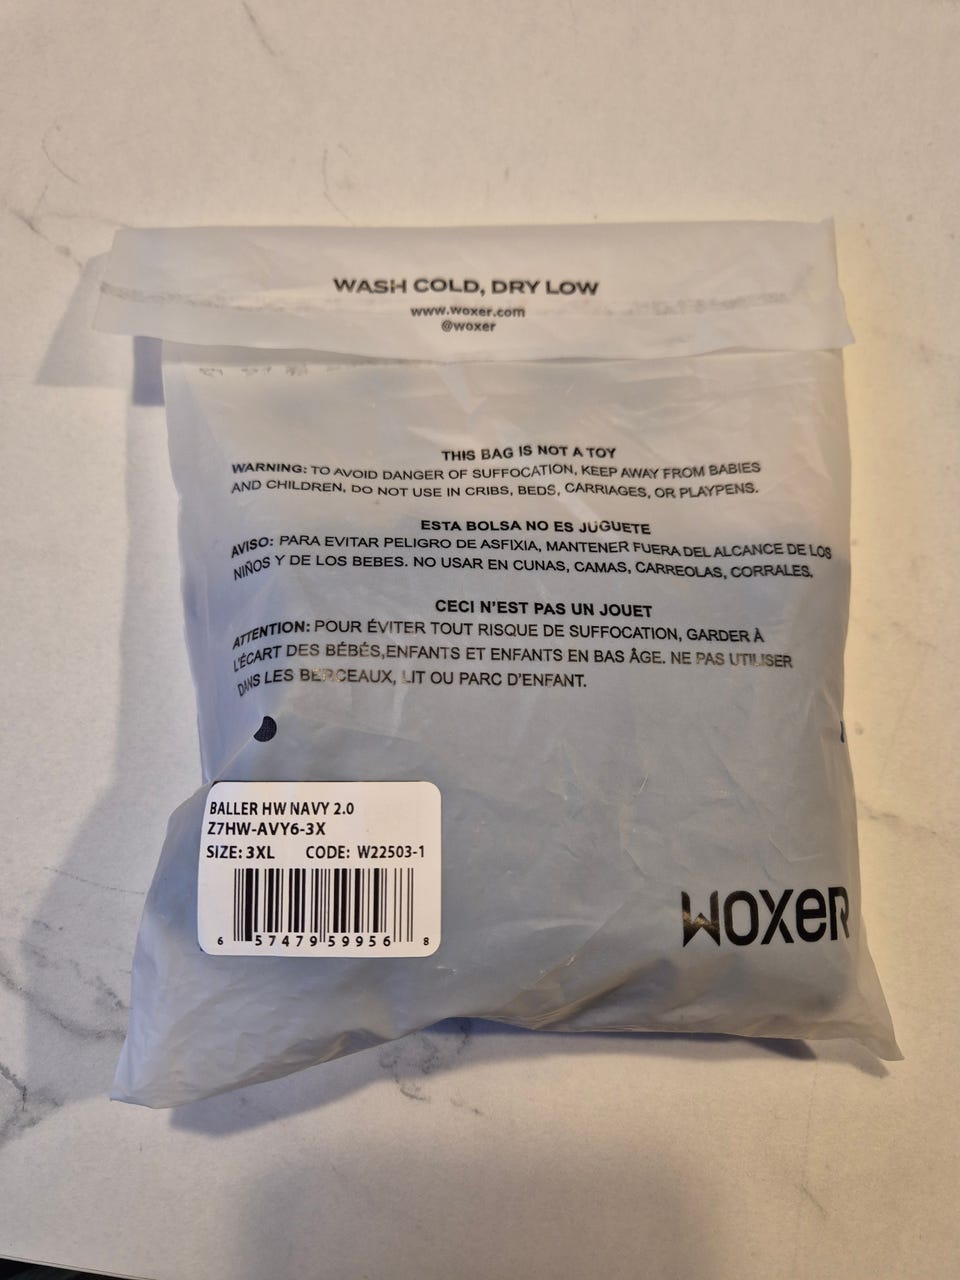 WASH COLD, DRY LOW
www.woxer.com
@woxer
THIS BAG IS NOT A TOY
WARNING: TO AVOID DANGER OF SUFFOCATION, KEEP AWAY FROM BABIES
AND CHILDREN, DO NOT USE IN CRIBS, BEDS, CARRIAGES, OR PLAYPENS.
ESTA BOLSA NO ES JUGUETE
AVISO: PARA EVITAR PELIGRO DE ASFIXIA, MANTENER FUERA DEL ALCANCE DE LOS
NIÑOS Y DE LOS BEBES. NO USAR EN CUNAS, CAMAS, CARREOLAS, CORRALES.
CECI N'EST PAS UN JOUET
ATTENTION: POUR ÉVITER TOUT RISQUE DE SUFFOCATION, GARDER À
L'ÉCART DES BÉBÉS,ENFANTS ET ENFANTS EN BAS ÂGE. NE PAS UTILISER
DANS LES BERCEAUX, LIT OU PARC D'ENFANT.
BALLER HW NAVY 2.0
Z7HW-AVY6-3X
SIZE: 3XL CODE: W22503-1
6 57479 59956 8
WOXER